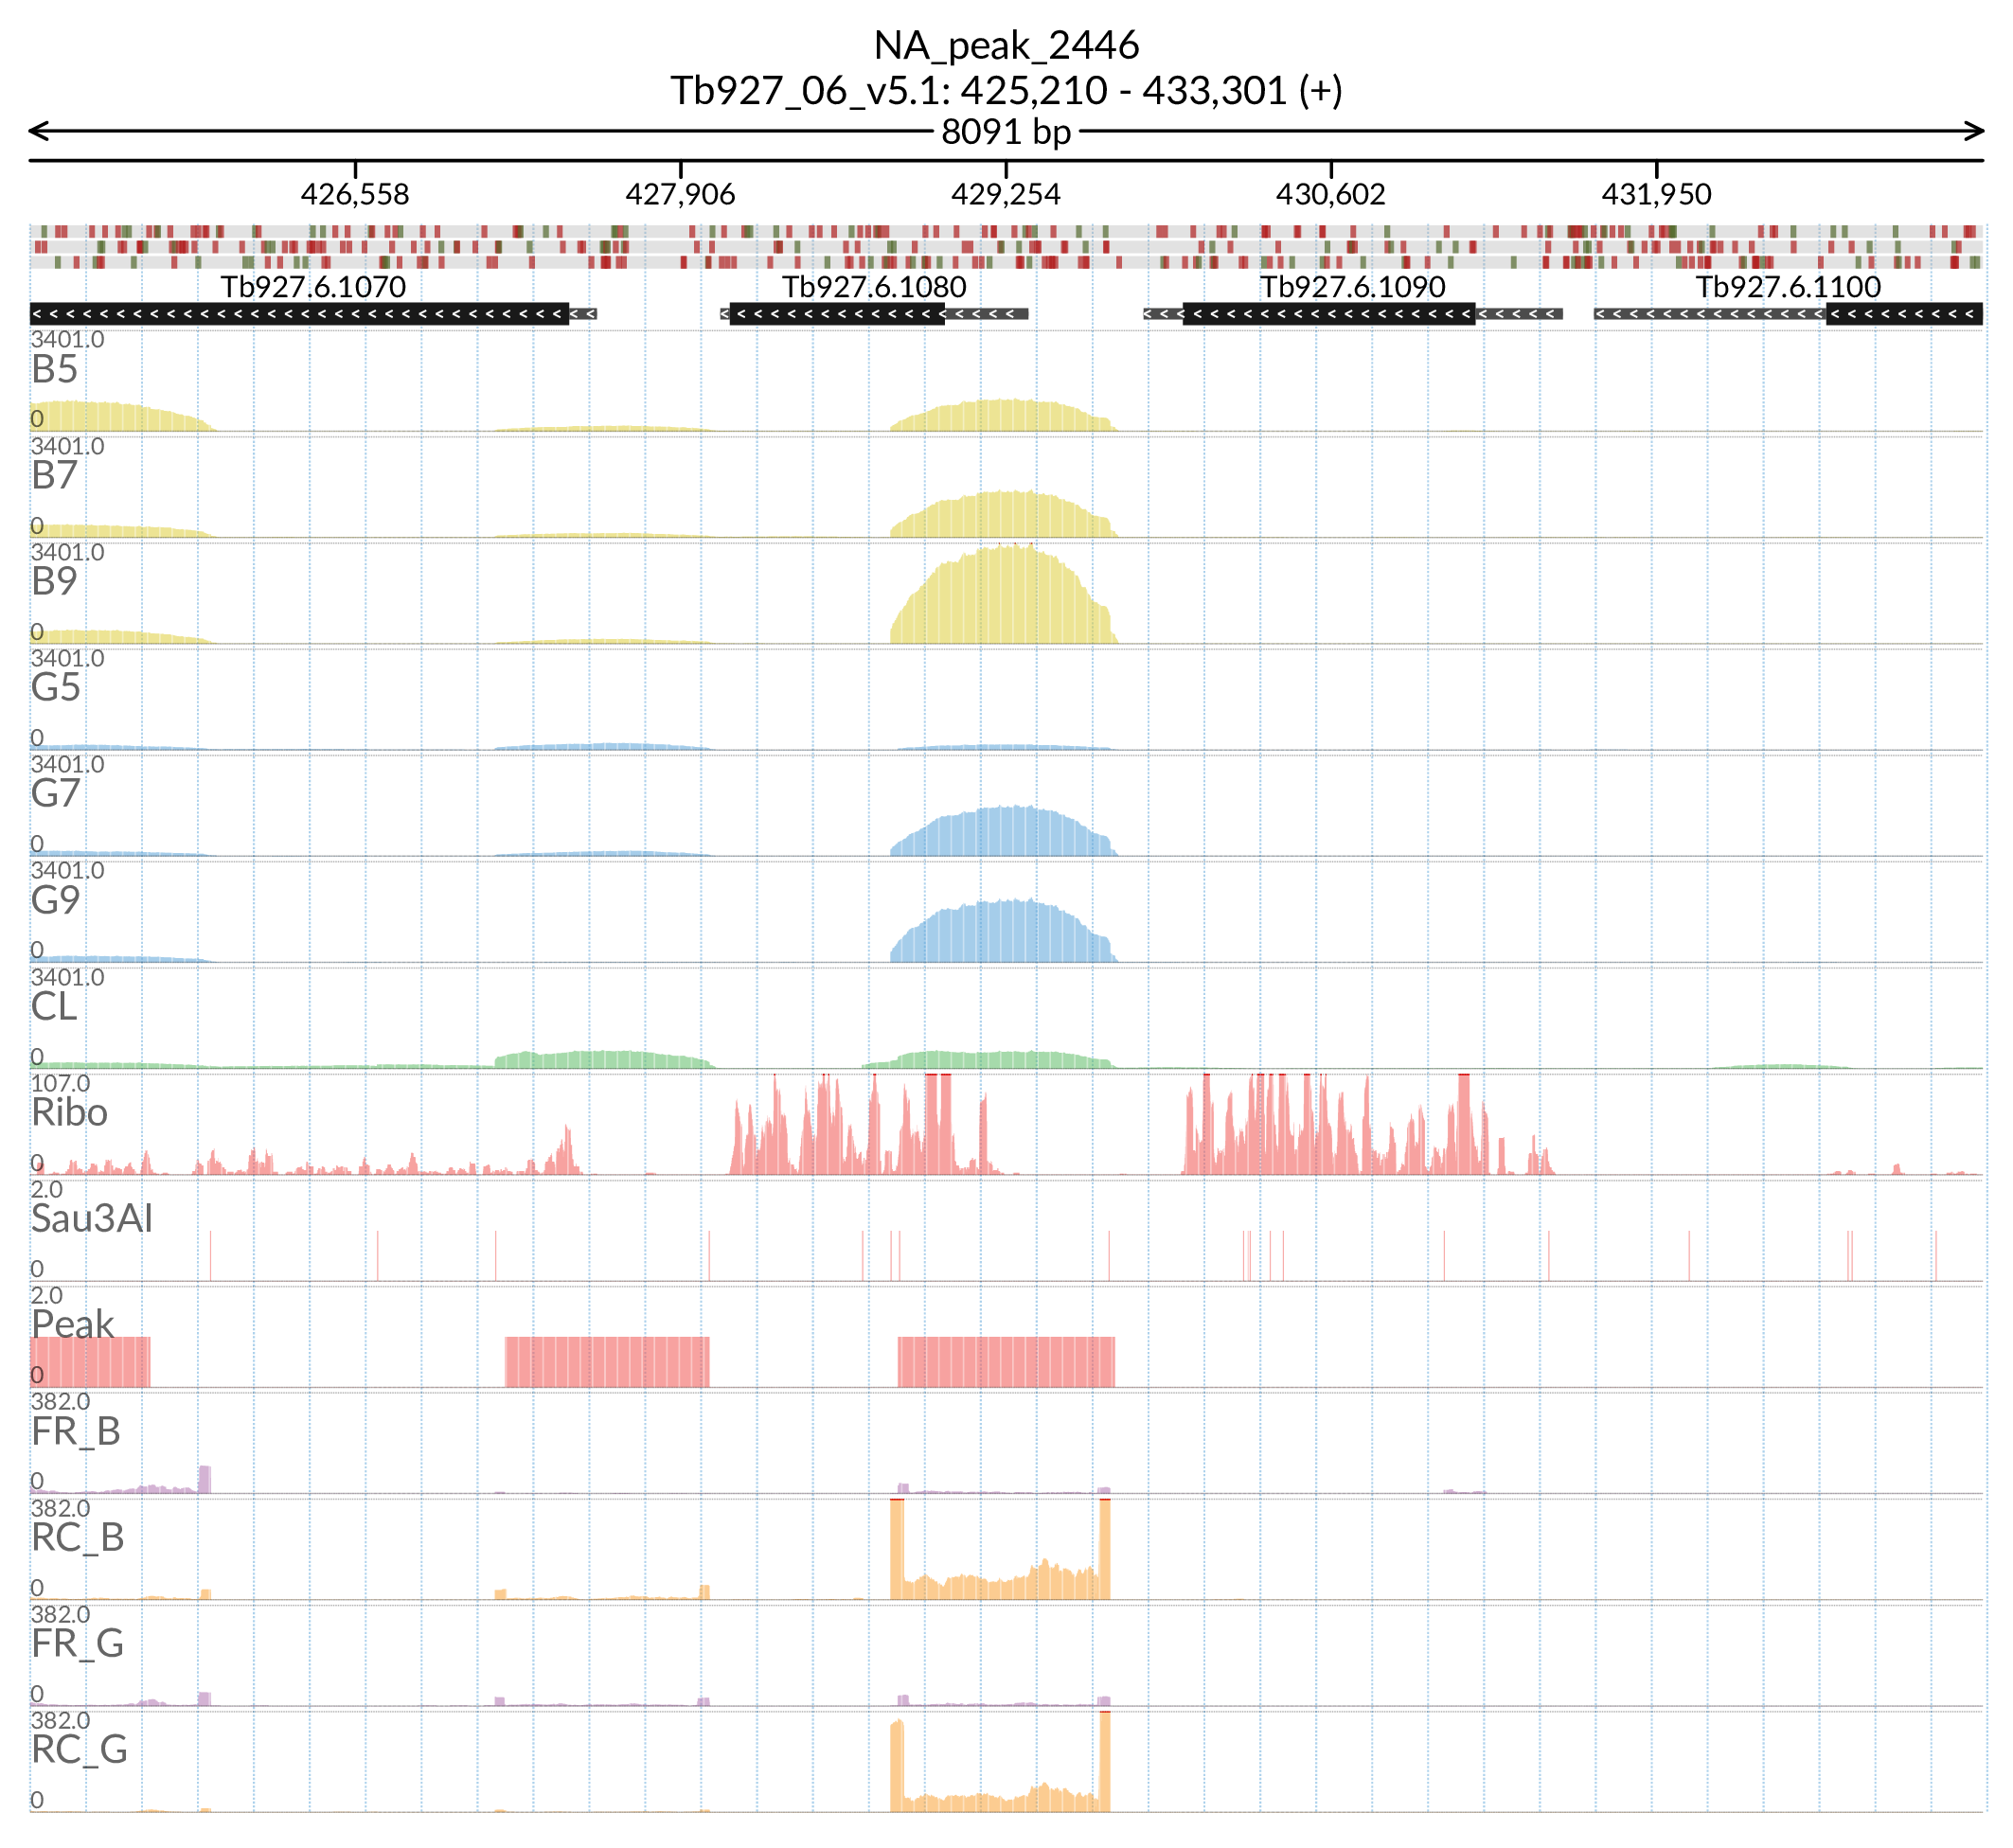 NA_peak_2446
Tb927_06_v5.1: 425,210 - 433,301 (+)
8091 bp
426,558 427,906 429,254 430,602 431,950
Tb927.6.1070 Tb927.6.1080 Tb927.6.1090 Tb927.6.1100
3401.0
B5
0
3401.0
B7
0
3401.0
B9
0
3401.0
G5
0
3401.0
G7
0
3401.0
G9
0
3401.0
CL
0
107.0
Ribo
0
2.0
Sau3AI
0
2.0
Peak
0
382.0
FR_B
0
382.0
RC_B
0
382.0
FR_G
0
382.0
RC_G
0